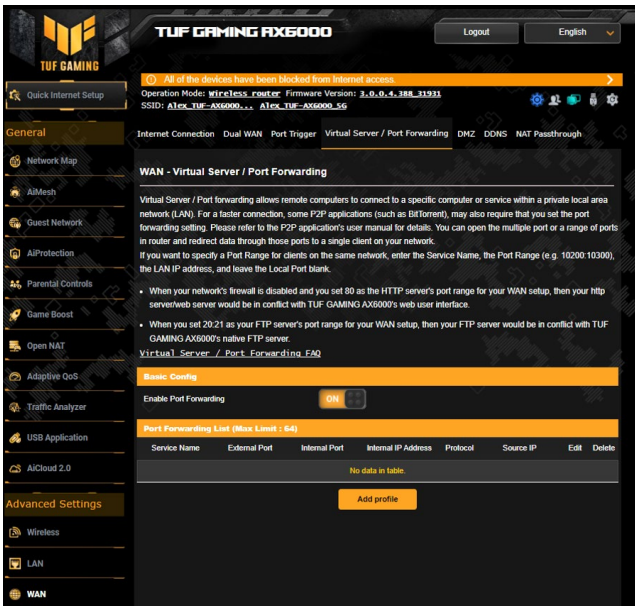 TUF GAMING
TUF GAMING AX6000
Logout
English
All of the devices have been blocked from Internet access.
Quick Internet Setup
Operation Mode: Wireless router Firmware Version: 3.0.0.4.388_31931
SSID: Alex_TUF-AX6000... Alex_TUF-AX6000_5G
General
Network Map
AiMesh
Guest Network
AiProtection
Parental Controls
Game Boost
Open NAT
Adaptive QoS
Traffic Analyzer
USB Application
AiCloud 2.0
Advanced Settings
Wireless
LAN
WAN
Internet Connection Dual WAN Port Trigger Virtual Server / Port Forwarding DMZ DDNS NAT Passthrough
WAN - Virtual Server / Port Forwarding
Virtual Server / Port forwarding allows remote computers to connect to a specific computer or service within a private local area
network (LAN). For a faster connection, some P2P applications (such as BitTorrent), may also require that you set the port
forwarding setting. Please refer to the P2P application's user manual for details. You can open the multiple port or a range of ports
in router and redirect data through those ports to a single client on your network.
If you want to specify a Port Range for clients on the same network, enter the Service Name, the Port Range (e.g. 10200:10300),
the LAN IP address, and leave the Local Port blank.
• When your network's firewall is disabled and you set 80 as the HTTP server's port range for your WAN setup, then your http
server/web server would be in conflict with TUF GAMING AX6000's web user interface.
• When you set 20:21 as your FTP server's port range for your WAN setup, then your FTP server would be in conflict with TUF
GAMING AX6000's native FTP server.
Virtual Server / Port Forwarding FAQ
Basic Config
Enable Port Forwarding ON
Port Forwarding List (Max Limit : 64)
Service Name External Port Internal Port Internal IP Address Protocol Source IP Edit Delete
No data in table.
Add profile